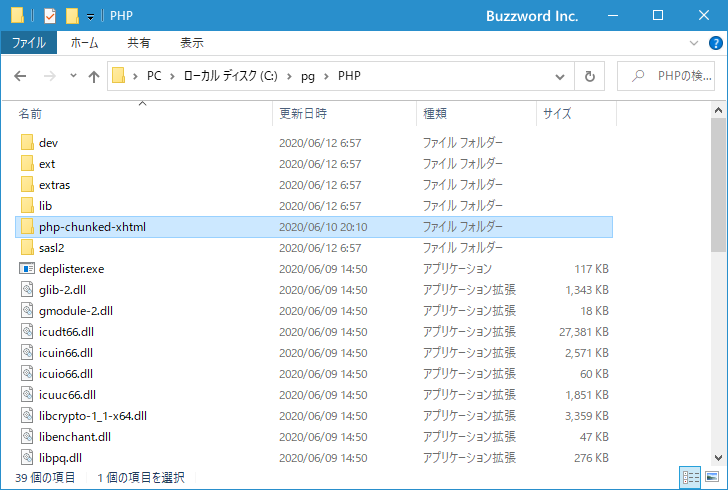 PHP Buzzword Inc.
ファイル ホーム 共有 表示
PC ローカル ディスク (C:) pg PHP PHPの検...
名前 更新日時 種類 サイズ
dev 2020/06/12 6:57 ファイル フォルダー
ext 2020/06/12 6:57 ファイル フォルダー
extras 2020/06/12 6:57 ファイル フォルダー
lib 2020/06/12 6:57 ファイル フォルダー
php-chunked-xhtml 2020/06/10 20:10 ファイル フォルダー
sasl2 2020/06/12 6:57 ファイル フォルダー
deplister.exe 2020/06/09 14:50 アプリケーション 117 KB
glib-2.dll 2020/06/09 14:50 アプリケーション拡張 1,343 KB
gmodule-2.dll 2020/06/09 14:50 アプリケーション拡張 18 KB
icudt66.dll 2020/06/09 14:50 アプリケーション拡張 27,381 KB
icuin66.dll 2020/06/09 14:50 アプリケーション拡張 2,571 KB
icuio66.dll 2020/06/09 14:50 アプリケーション拡張 60 KB
icuuc66.dll 2020/06/09 14:50 アプリケーション拡張 1,851 KB
libcrypto-1_1-x64.dll 2020/06/09 14:50 アプリケーション拡張 3,359 KB
libenchant.dll 2020/06/09 14:50 アプリケーション拡張 47 KB
libpq.dll 2020/06/09 14:50 アプリケーション拡張 276 KB
39 個の項目 1 個の項目を選択